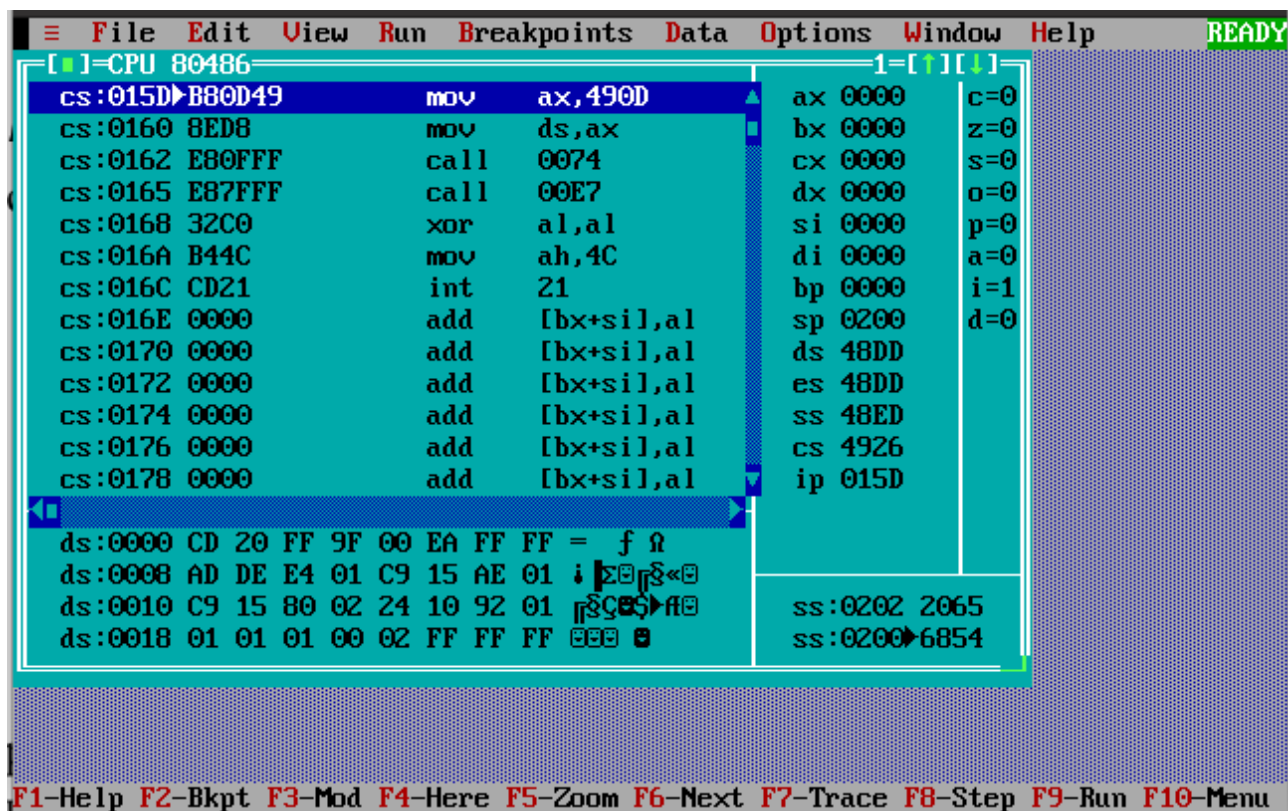 ≡ File Edit View Run Breakpoints Data Options Window Help READY
[■]=CPU 80486 1=[↑][↓]
cs:015D►B80D49 mov ax,490D ax 0000 c=0
cs:0160 8ED8 mov ds,ax bx 0000 z=0
cs:0162 E80FFF call 0074 cx 0000 s=0
cs:0165 E87FFF call 00E7 dx 0000 o=0
cs:0168 32C0 xor al,al si 0000 p=0
cs:016A B44C mov ah,4C di 0000 a=0
cs:016C CD21 int 21 bp 0000 i=1
cs:016E 0000 add [bx+si],al sp 0200 d=0
cs:0170 0000 add [bx+si],al ds 48DD
cs:0172 0000 add [bx+si],al es 48DD
cs:0174 0000 add [bx+si],al ss 48ED
cs:0176 0000 add [bx+si],al cs 4926
cs:0178 0000 add [bx+si],al ip 015D
ds:0000 CD 20 FF 9F 00 EA FF FF = ƒ Ω
ds:0008 AD DE E4 01 C9 15 AE 01 ¡▐Σ☺╔§«☺
ds:0010 C9 15 80 02 24 10 92 01 ╔§Ç☻$►Æ☺ ss:0202 2065
ds:0018 01 01 01 00 02 FF FF FF ☺☺☺ ☻ ss:0200►6854
F1-Help F2-Bkpt F3-Mod F4-Here F5-Zoom F6-Next F7-Trace F8-Step F9-Run F10-Menu